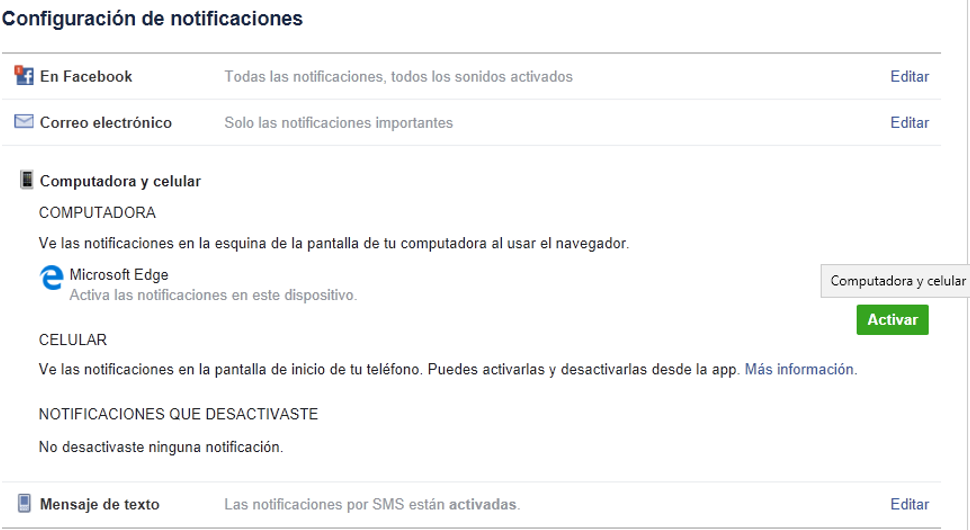 Configuración de notificaciones
En Facebook Todas las notificaciones, todos los sonidos activados Editar
Correo electrónico Solo las notificaciones importantes Editar
Computadora y celular
COMPUTADORA
Ve las notificaciones en la esquina de la pantalla de tu computadora al usar el navegador.
Microsoft Edge
Computadora y celular
Activa las notificaciones en este dispositivo.
Activar
CELULAR
Ve las notificaciones en la pantalla de inicio de tu teléfono. Puedes activarlas y desactivarlas desde la app. Más información.
NOTIFICACIONES QUE DESACTIVASTE
No desactivaste ninguna notificación.
Mensaje de texto Las notificaciones por SMS están activadas. Editar